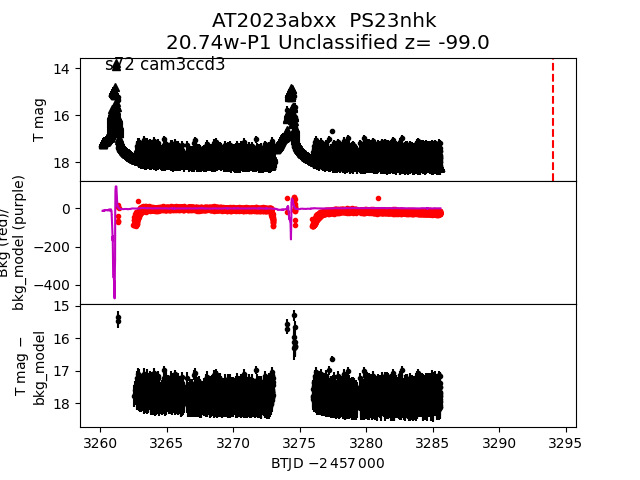 AT2023abxx PS23nhk
20.74w-P1 Unclassified z= -99.0
s72 cam3ccd3
14
16
18
T mag
0
−200
−400
Bkg (red)/
bkg_model (purple)
15
16
17
18
T mag −
bkg_model
3260 3265 3270 3275 3280 3285 3290 3295
BTJD −2 457 000